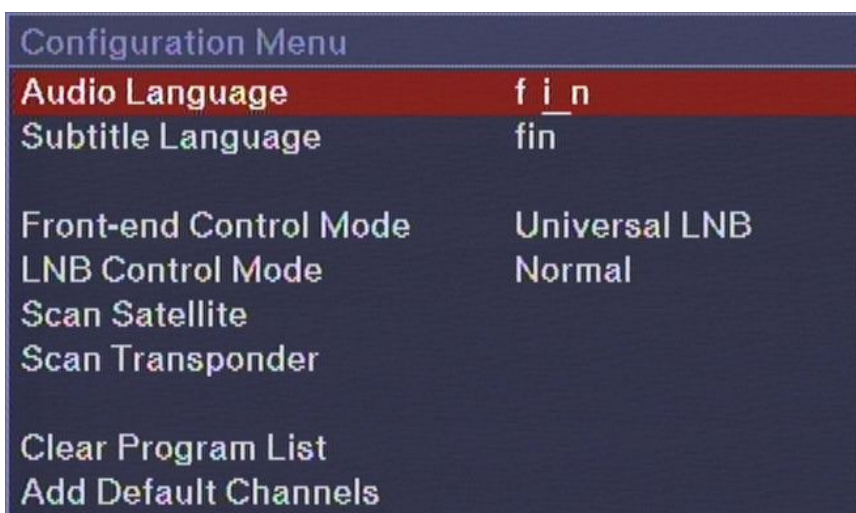 Configuration Menu
Audio Language f i_n
Subtitle Language fin
Front-end Control Mode Universal LNB
LNB Control Mode Normal
Scan Satellite
Scan Transponder
Clear Program List
Add Default Channels